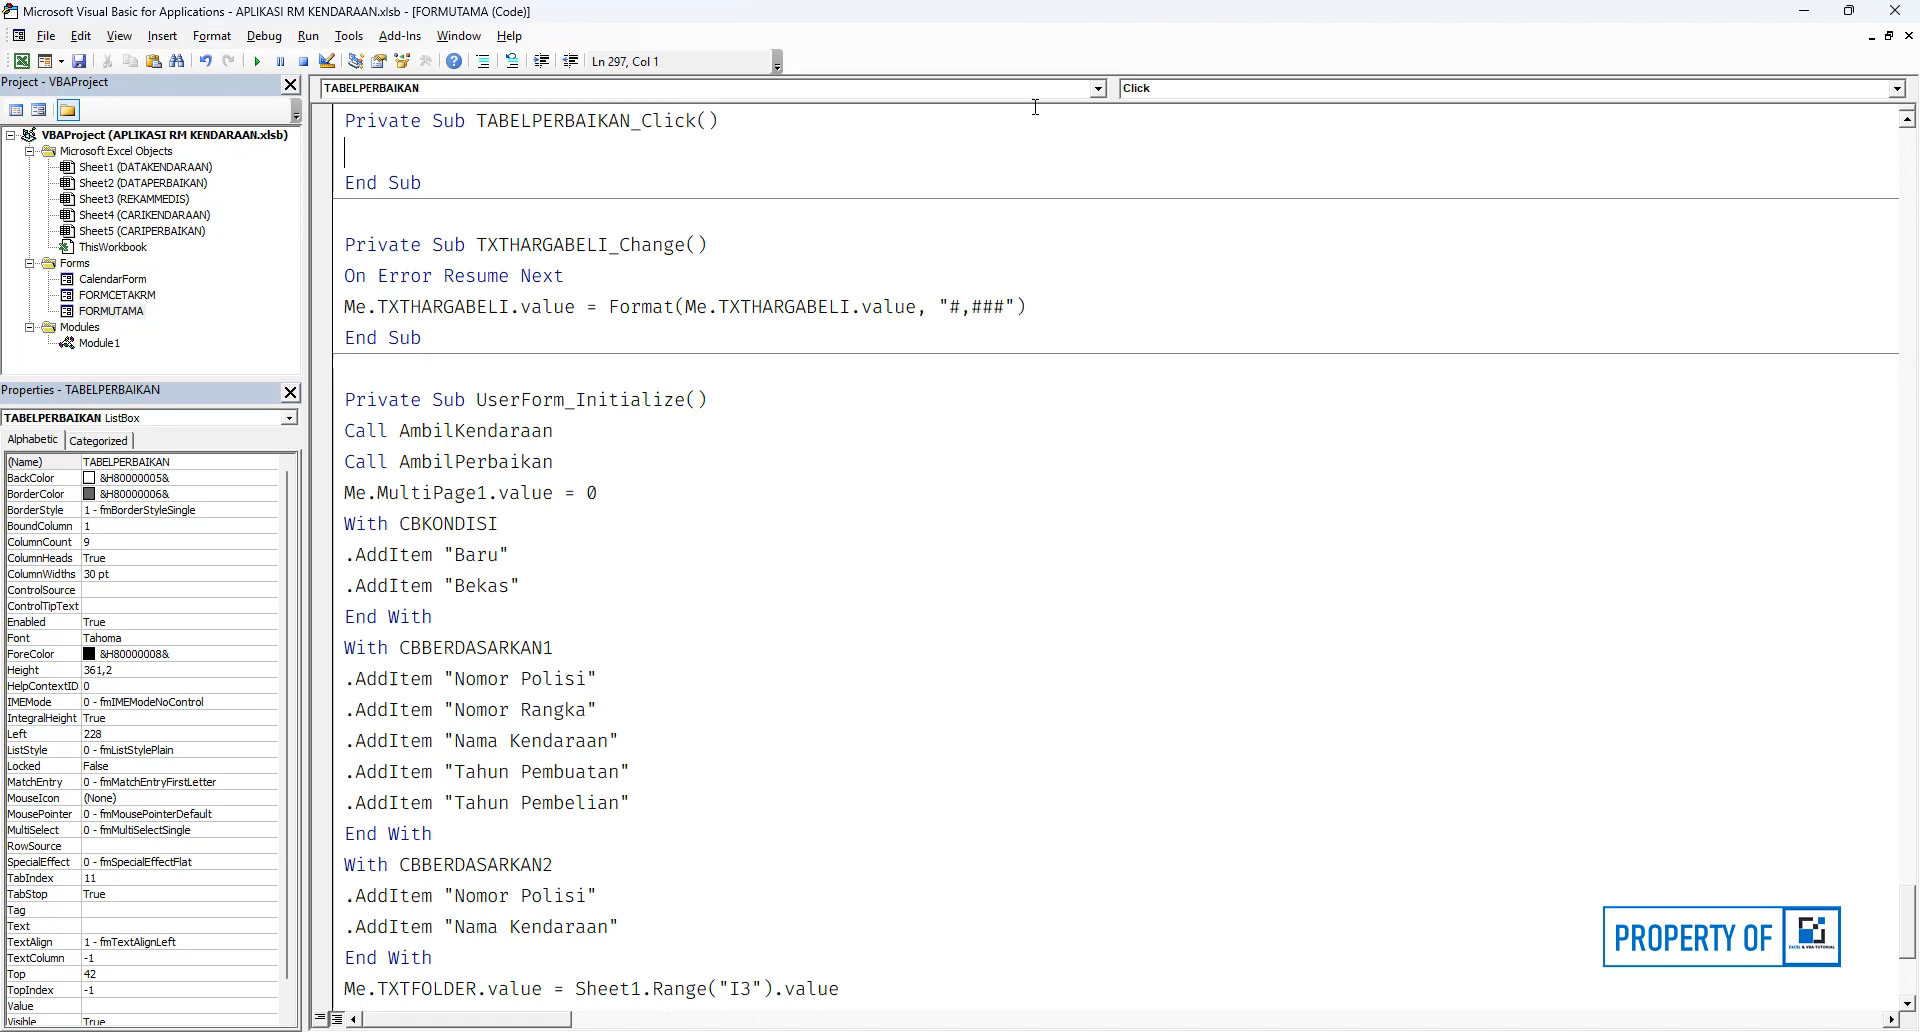 Microsoft Visual Basic for Applications - APLIKASI RM KENDARAAN.xlsb - [FORMUTAMA (Code)]
File Edit View Insert Format Debug Run Tools Add-Ins Window Help
Ln 297, Col 1
Project - VBAProject
TABELPERBAIKAN
Click
VBAProject (APLIKASI RM KENDARAAN.xlsb)
Microsoft Excel Objects
Sheet1 (DATAKENDARAAN)
Sheet2 (DATAPERBAIKAN)
Sheet3 (REKAMMEDIS)
Sheet4 (CARIKENDARAAN)
Sheet5 (CARIPERBAIKAN)
ThisWorkbook
Forms
CalendarForm
FORMCETAKRM
FORMUTAMA
Modules
Module1
Properties - TABELPERBAIKAN
TABELPERBAIKAN ListBox
Alphabetic Categorized
(Name) TABELPERBAIKAN
BackColor &H80000005&
BorderColor &H80000006&
BorderStyle 1 - fmBorderStyleSingle
BoundColumn 1
ColumnCount 9
ColumnHeads True
ColumnWidths 30 pt
ControlSource
ControlTipText
Enabled True
Font Tahoma
ForeColor &H80000008&
Height 361,2
HelpContextID 0
IMEMode 0 - fmIMEModeNoControl
IntegralHeight True
Left 228
ListStyle 0 - fmListStylePlain
Locked False
MatchEntry 0 - fmMatchEntryFirstLetter
MouseIcon (None)
MousePointer 0 - fmMousePointerDefault
MultiSelect 0 - fmMultiSelectSingle
RowSource
SpecialEffect 0 - fmSpecialEffectFlat
TabIndex 11
TabStop True
Tag
Text
TextAlign 1 - fmTextAlignLeft
TextColumn -1
Top 42
TopIndex -1
Value
Visible True
Private Sub TABELPERBAIKAN_Click()
End Sub
Private Sub TXTHARGABELI_Change()
On Error Resume Next
Me.TXTHARGABELI.value = Format(Me.TXTHARGABELI.value, "#,###")
End Sub
Private Sub UserForm_Initialize()
Call AmbilKendaraan
Call AmbilPerbaikan
Me.MultiPage1.value = 0
With CBKONDISI
.AddItem "Baru"
.AddItem "Bekas"
End With
With CBBERDASARKAN1
.AddItem "Nomor Polisi"
.AddItem "Nomor Rangka"
.AddItem "Nama Kendaraan"
.AddItem "Tahun Pembuatan"
.AddItem "Tahun Pembelian"
End With
With CBBERDASARKAN2
.AddItem "Nomor Polisi"
.AddItem "Nama Kendaraan"
End With
Me.TXTFOLDER.value = Sheet1.Range("I3").value
PROPERTY OF
EXCEL & VBA TUTORIAL